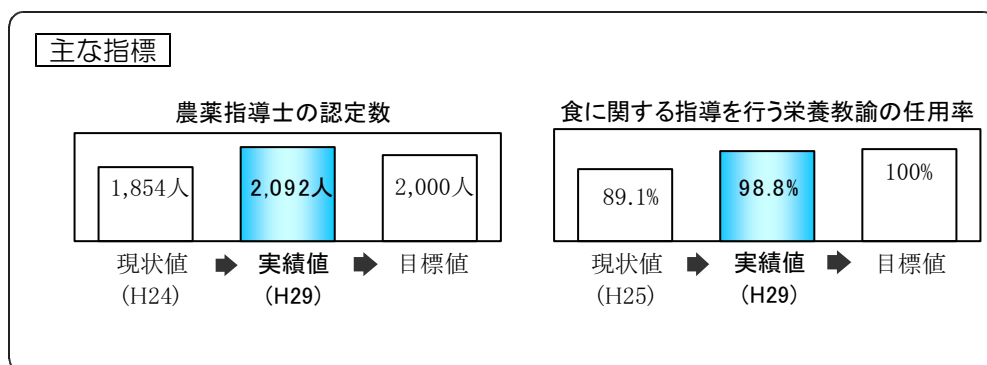 主な指標
農薬指導士の認定数
1,854人
2,092人
2,000人
現状値
(H24)
実績値
(H29)
目標値
食に関する指導を行う栄養教諭の任用率
89.1%
98.8%
100%
現状値
(H25)
実績値
(H29)
目標値